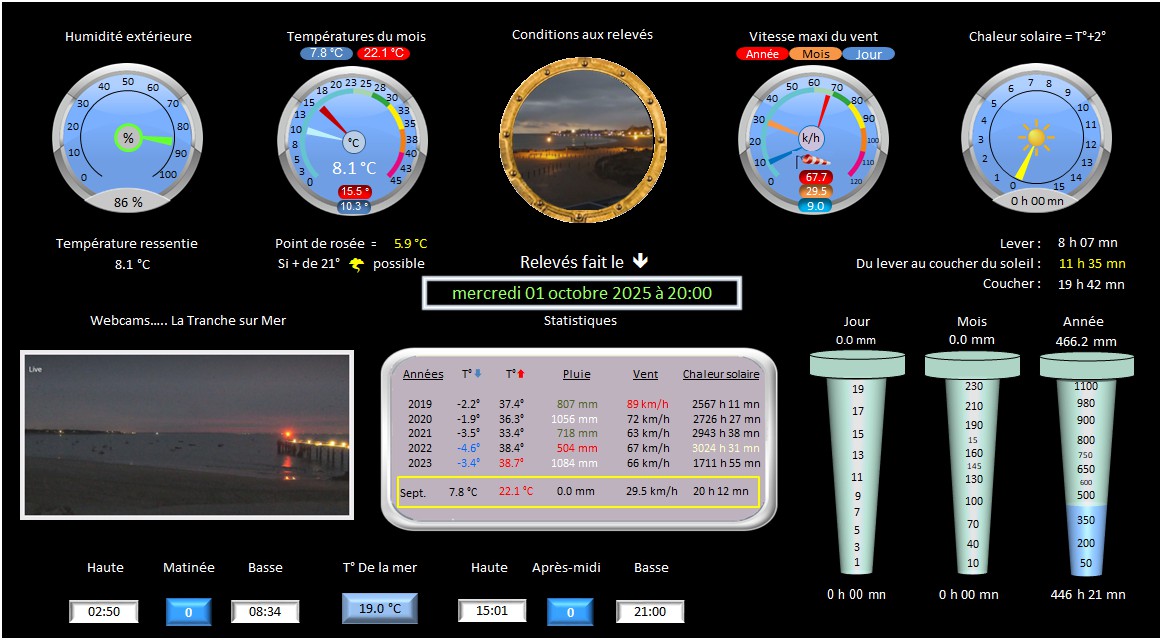 Humidité extérieure
Températures du mois
Conditions aux relevés
Vitesse maxi du vent
Chaleur solaire = T°+2°
7.8 °C 22.1 °C
Année Mois Jour
0 10 20 30 40 50 60 70 80 90 100
%
86 %
0 3 5 8 10 13 15 18 20 23 25 28 30 33 35 38 40 43 45
°C
8.1 °C
15.5 °
10.3 °
0 10 20 30 40 50 60 70 80 90 100 110 120
k/h
67.7
29.5
9.0
0 1 2 3 4 5 6 7 8 9 10 11 12 13 14 15
0 h 00 mn
Température ressentie
8.1 °C
Point de rosée = 5.9 °C
Si + de 21° possible
Relevés fait le
mercredi 01 octobre 2025 à 20:00
Lever : 8 h 07 mn
Du lever au coucher du soleil : 11 h 35 mn
Coucher : 19 h 42 mn
Webcams..... La Tranche sur Mer
Live
Statistiques
Années T° T° Pluie Vent Chaleur solaire
2019 -2.2° 37.4° 807 mm 89 km/h 2567 h 11 mn
2020 -1.9° 36.3° 1056 mm 72 km/h 2726 h 27 mn
2021 -3.5° 33.4° 718 mm 63 km/h 2943 h 38 mn
2022 -4.6° 38.4° 504 mm 67 km/h 3024 h 31 mn
2023 -3.4° 38.7° 1084 mm 66 km/h 1711 h 55 mn
Sept. 7.8 °C 22.1 °C 0.0 mm 29.5 km/h 20 h 12 mn
Jour
0.0 mm
19
17
15
13
11
9
7
5
3
1
0 h 00 mn
Mois
0.0 mm
230
210
190
15
160
145
130
100
70
40
10
0 h 00 mn
Année
466.2 mm
1100
980
900
800
750
650
600
500
350
200
50
446 h 21 mn
Haute Matinée Basse T° De la mer Haute Après-midi Basse
02:50 0 08:34 19.0 °C 15:01 0 21:00